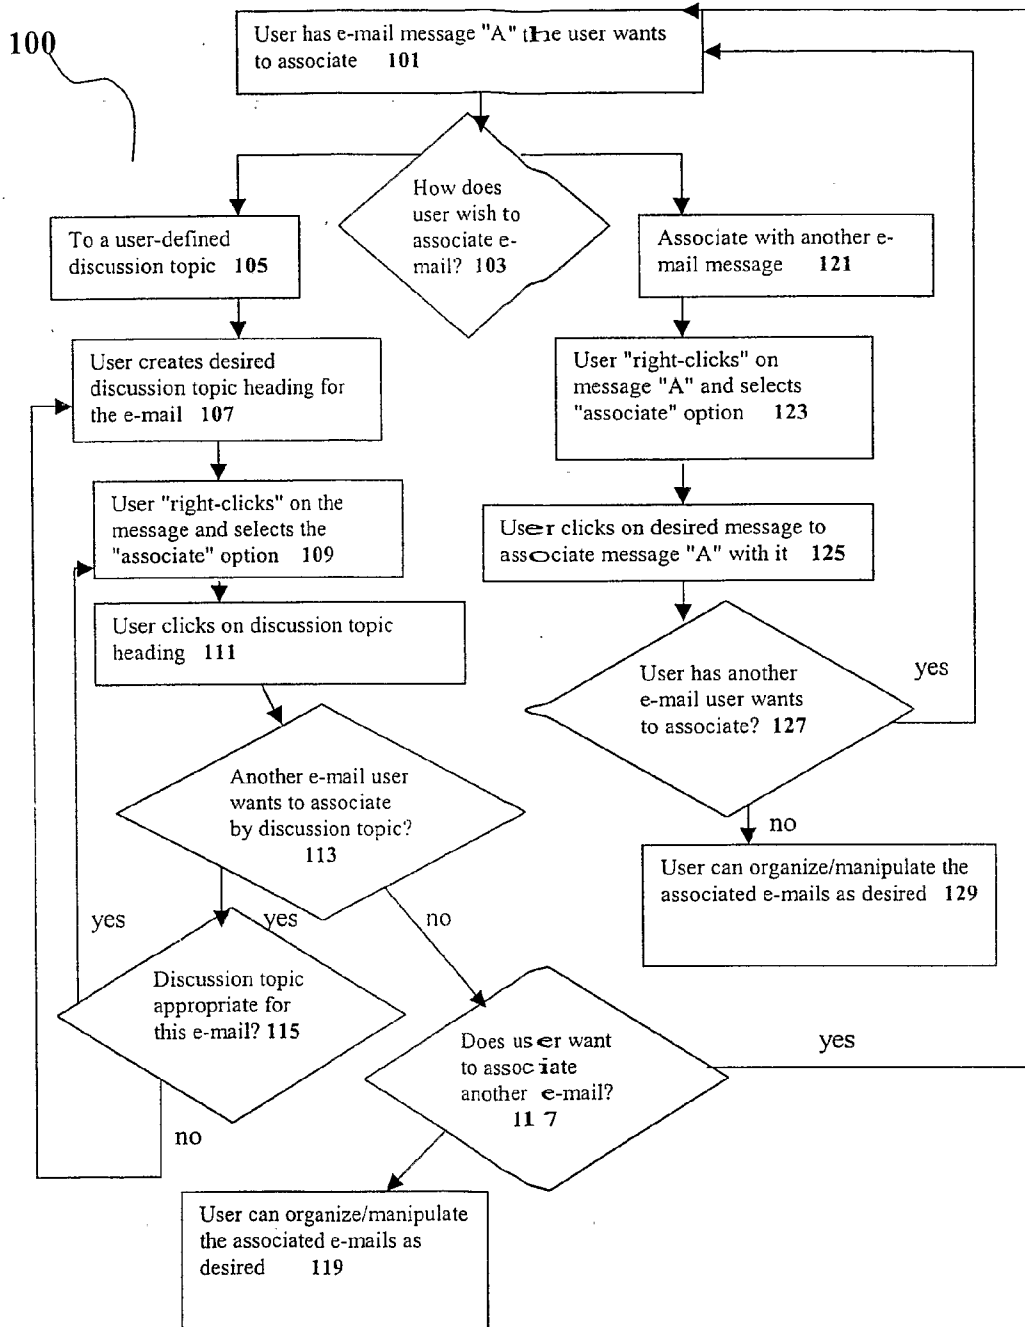 100
User has e-mail message "A" the user wants
to associate 101
How does
user wish to
associate e-
mail? 103
To a user-defined
discussion topic 105
Associate with another e-
mail message 121
User creates desired
discussion topic heading for
the e-mail 107
User "right-clicks" on
message "A" and selects
"associate" option 123
User "right-clicks" on the
message and selects the
"associate" option 109
User clicks on desired message to
associate message "A" with it 125
User clicks on discussion topic
heading 111
User has another
e-mail user wants
to associate? 127
yes
Another e-mail user
wants to associate
by discussion topic?
113
no
User can organize/manipulate the
associated e-mails as desired 129
yes
yes
no
Discussion topic
appropriate for
this e-mail? 115
Does user want
to associate
another e-mail?
117
yes
no
User can organize/manipulate
the associated e-mails as
desired 119